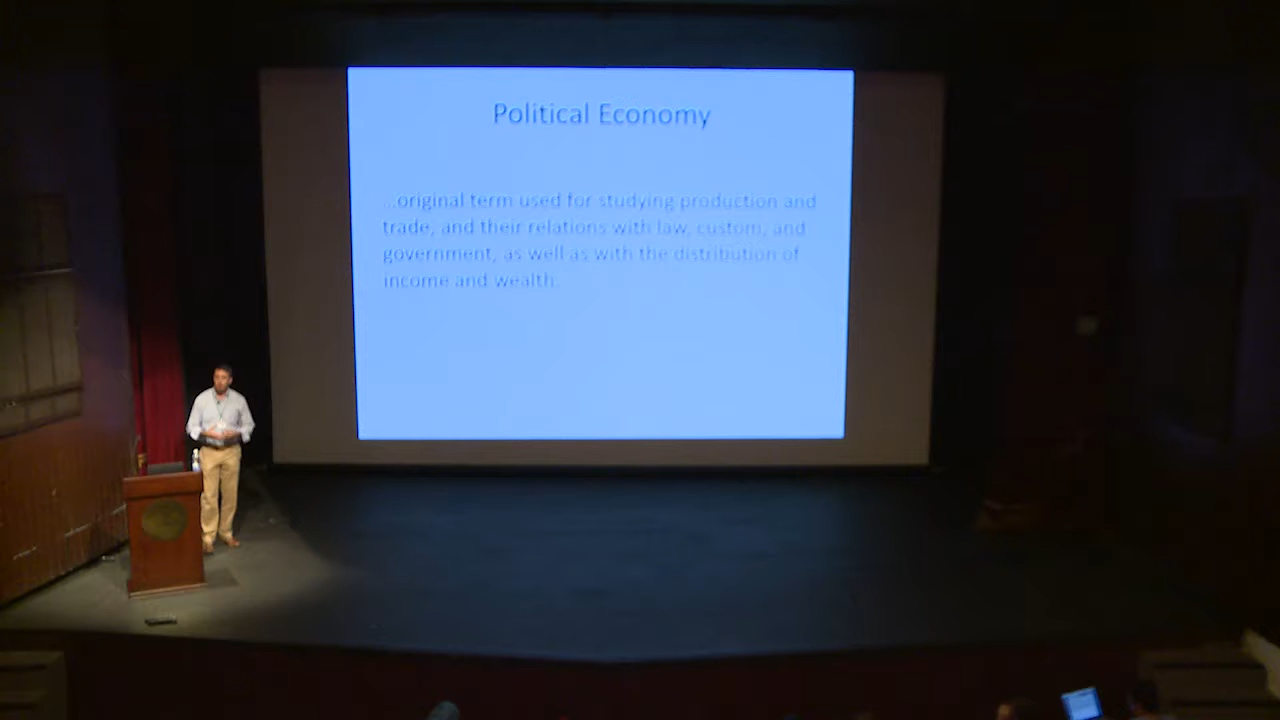 Political Economy
...original term used for studying production and
trade, and their relations with law, custom, and
government, as well as with the distribution of
income and wealth.